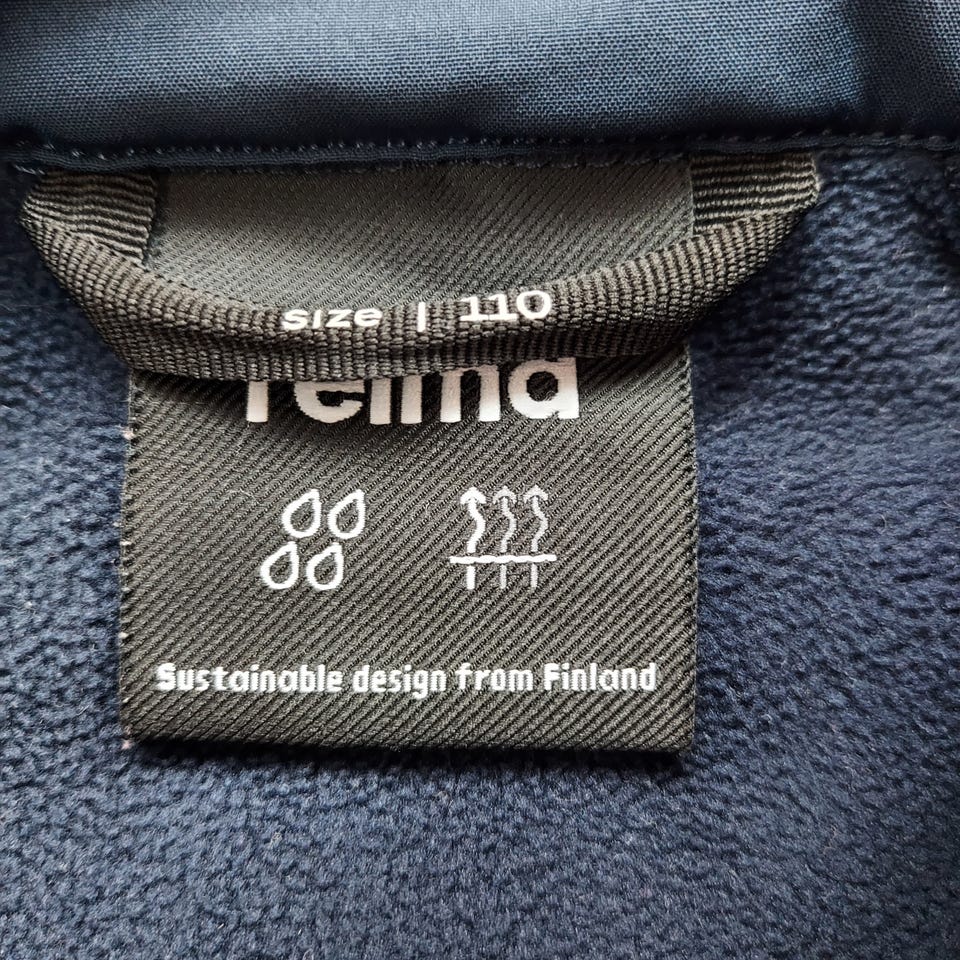 size | 110
reima
Sustainable design from Finland